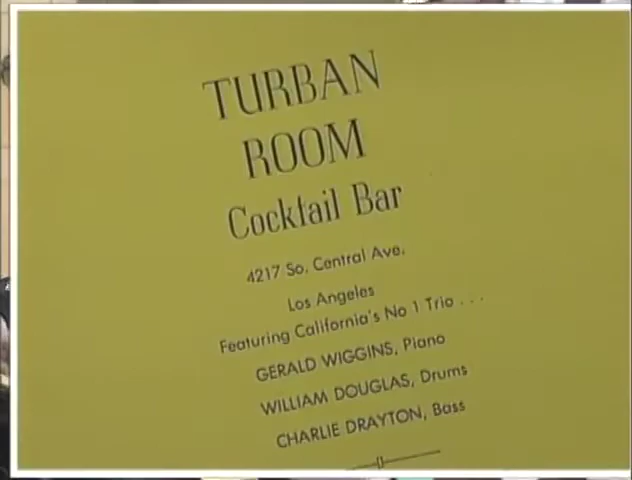 TURBAN
ROOM
Cocktail Bar
4217 So. Central Ave.
Los Angeles
Featuring California's No 1 Trio . . .
GERALD WIGGINS, Piano
WILLIAM DOUGLAS, Drums
CHARLIE DRAYTON, Bass